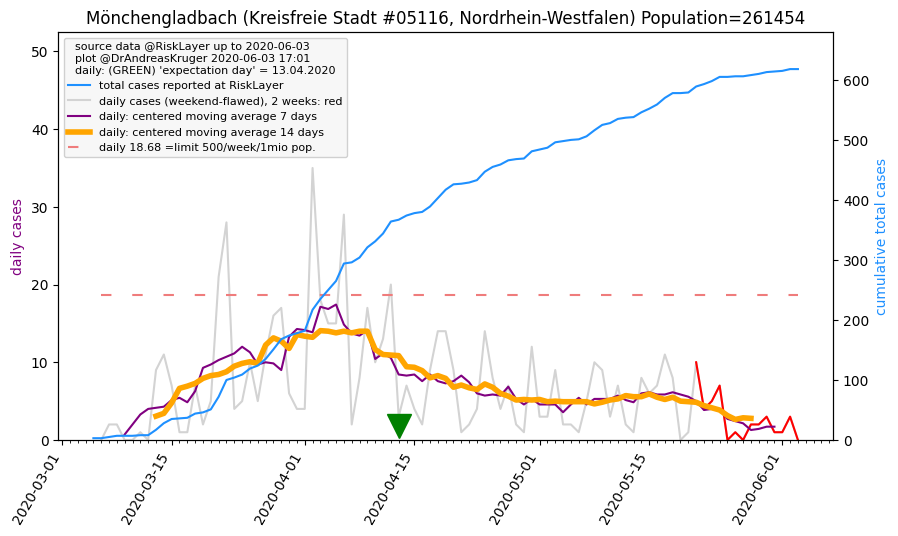 Mönchengladbach (Kreisfreie Stadt #05116, Nordrhein-Westfalen) Population=261454
source data @RiskLayer up to 2020-06-03
plot @DrAndreasKruger 2020-06-03 17:01
daily: (GREEN) 'expectation day' = 13.04.2020
total cases reported at RiskLayer
daily cases (weekend-flawed), 2 weeks: red
daily: centered moving average 7 days
daily: centered moving average 14 days
daily 18.68 =limit 500/week/1mio pop.
daily cases
50
40
30
20
10
0
cumulative total cases
600
500
400
300
200
100
0
2020-03-01
2020-03-15
2020-04-01
2020-04-15
2020-05-01
2020-05-15
2020-06-01